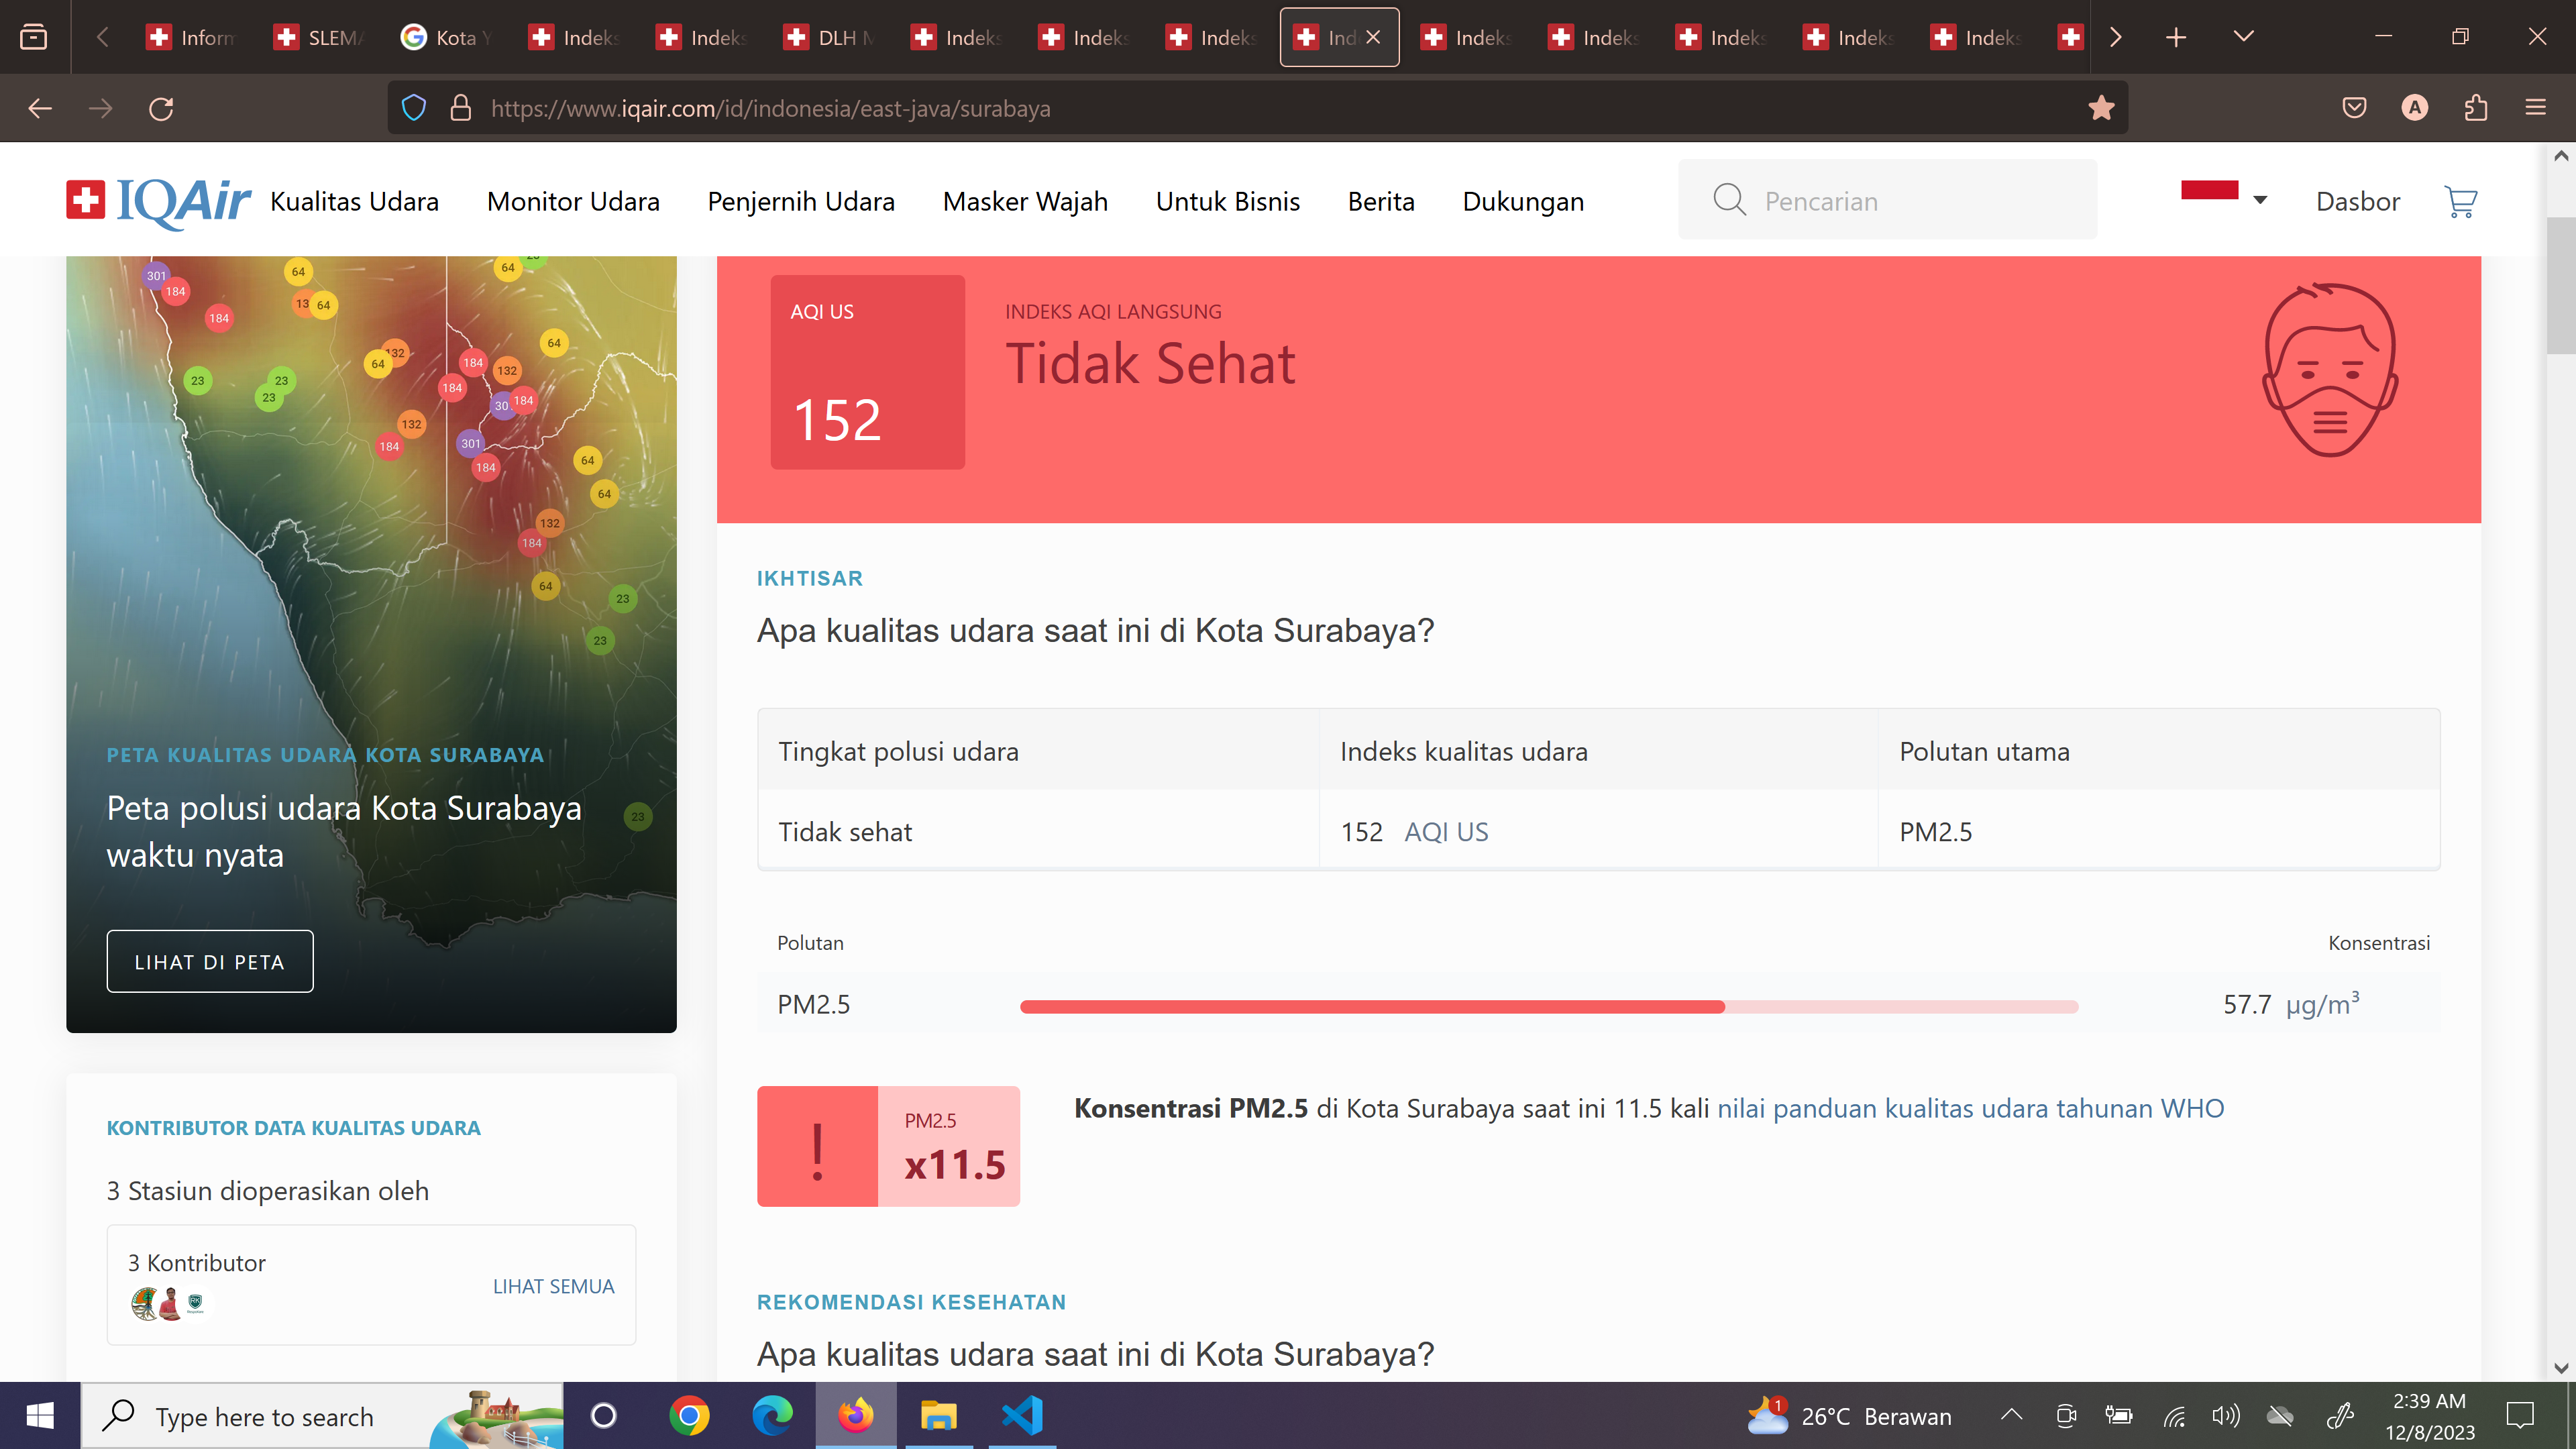 Inform
SLEMA
Kota Y
Indeks
Indeks
DLH M
Indeks
Indeks
Indeks
Ind
Indeks
Indeks
Indeks
Indeks
Indeks
https://www.iqair.com/id/indonesia/east-java/surabaya
A
IQAir
Kualitas Udara
Monitor Udara
Penjernih Udara
Masker Wajah
Untuk Bisnis
Berita
Dukungan
Pencarian
Dasbor
301
184
184
64
64
64
23
132
64
184
132
184
64
23
23
23
184
132
184
301
184
64
64
132
184
64
23
23
23
PETA KUALITAS UDARA KOTA SURABAYA
Peta polusi udara Kota Surabaya
waktu nyata
LIHAT DI PETA
KONTRIBUTOR DATA KUALITAS UDARA
3 Stasiun dioperasikan oleh
3 Kontributor
LIHAT SEMUA
AQI US
152
INDEKS AQI LANGSUNG
Tidak Sehat
IKHTISAR
Apa kualitas udara saat ini di Kota Surabaya?
Tingkat polusi udara
Indeks kualitas udara
Polutan utama
Tidak sehat
152 AQI US
PM2.5
Polutan
Konsentrasi
PM2.5
57.7 µg/m³
!
PM2.5
x11.5
Konsentrasi PM2.5 di Kota Surabaya saat ini 11.5 kali nilai panduan kualitas udara tahunan WHO
REKOMENDASI KESEHATAN
Apa kualitas udara saat ini di Kota Surabaya?
Type here to search
1
26°C Berawan
2:39 AM
12/8/2023